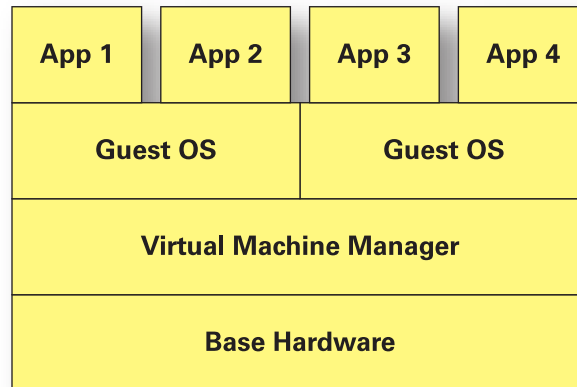 App 1 App 2 App 3 App 4
Guest OS Guest OS
Virtual Machine Manager
Base Hardware